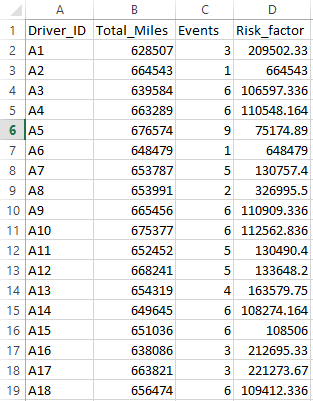 A B C D
1 Driver_ID Total_Miles Events Risk_factor
2 A1 628507 3 209502.33
3 A2 664543 1 664543
4 A3 639584 6 106597.336
5 A4 663289 6 110548.164
6 A5 676574 9 75174.89
7 A6 648479 1 648479
8 A7 653787 5 130757.4
9 A8 653991 2 326995.5
10 A9 665456 6 110909.336
11 A10 675377 6 112562.836
12 A11 652452 5 130490.4
13 A12 668241 5 133648.2
14 A13 654319 4 163579.75
15 A14 649645 6 108274.164
16 A15 651036 6 108506
17 A16 638086 3 212695.33
18 A17 663821 3 221273.67
19 A18 656474 6 109412.336